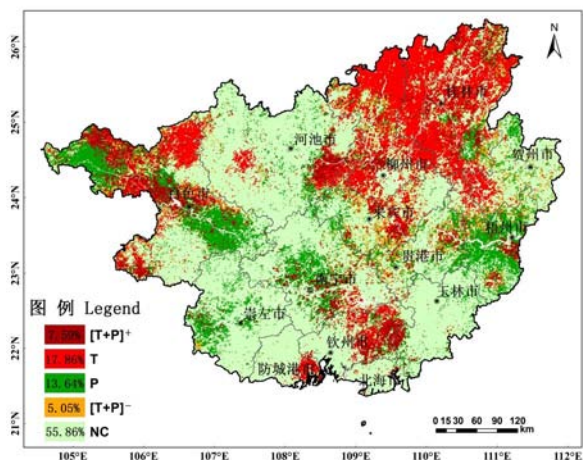 26°N
25°N
24°N
23°N
22°N
21°N
N
桂林市
河池市
贺州市
柳州市
百色市
来宾市
梧州市
贵港市
南宁市
玉林市
崇左市
钦州市
防城港市
北海市
图 例 Legend
7.59% [T+P]⁺
17.86% T
13.64% P
5.05% [T+P]⁻
55.86% NC
0 15 30 60 90 120
km
105°E 106°E 107°E 108°E 109°E 110°E 111°E 112°E